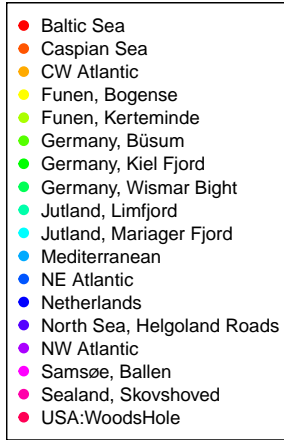 Baltic Sea
Caspian Sea
CW Atlantic
Funen, Bogense
Funen, Kerteminde
Germany, Büsum
Germany, Kiel Fjord
Germany, Wismar Bight
Jutland, Limfjord
Jutland, Mariager Fjord
Mediterranean
NE Atlantic
Netherlands
North Sea, Helgoland Roads
NW Atlantic
Samsøe, Ballen
Sealand, Skovshoved
USA:WoodsHole